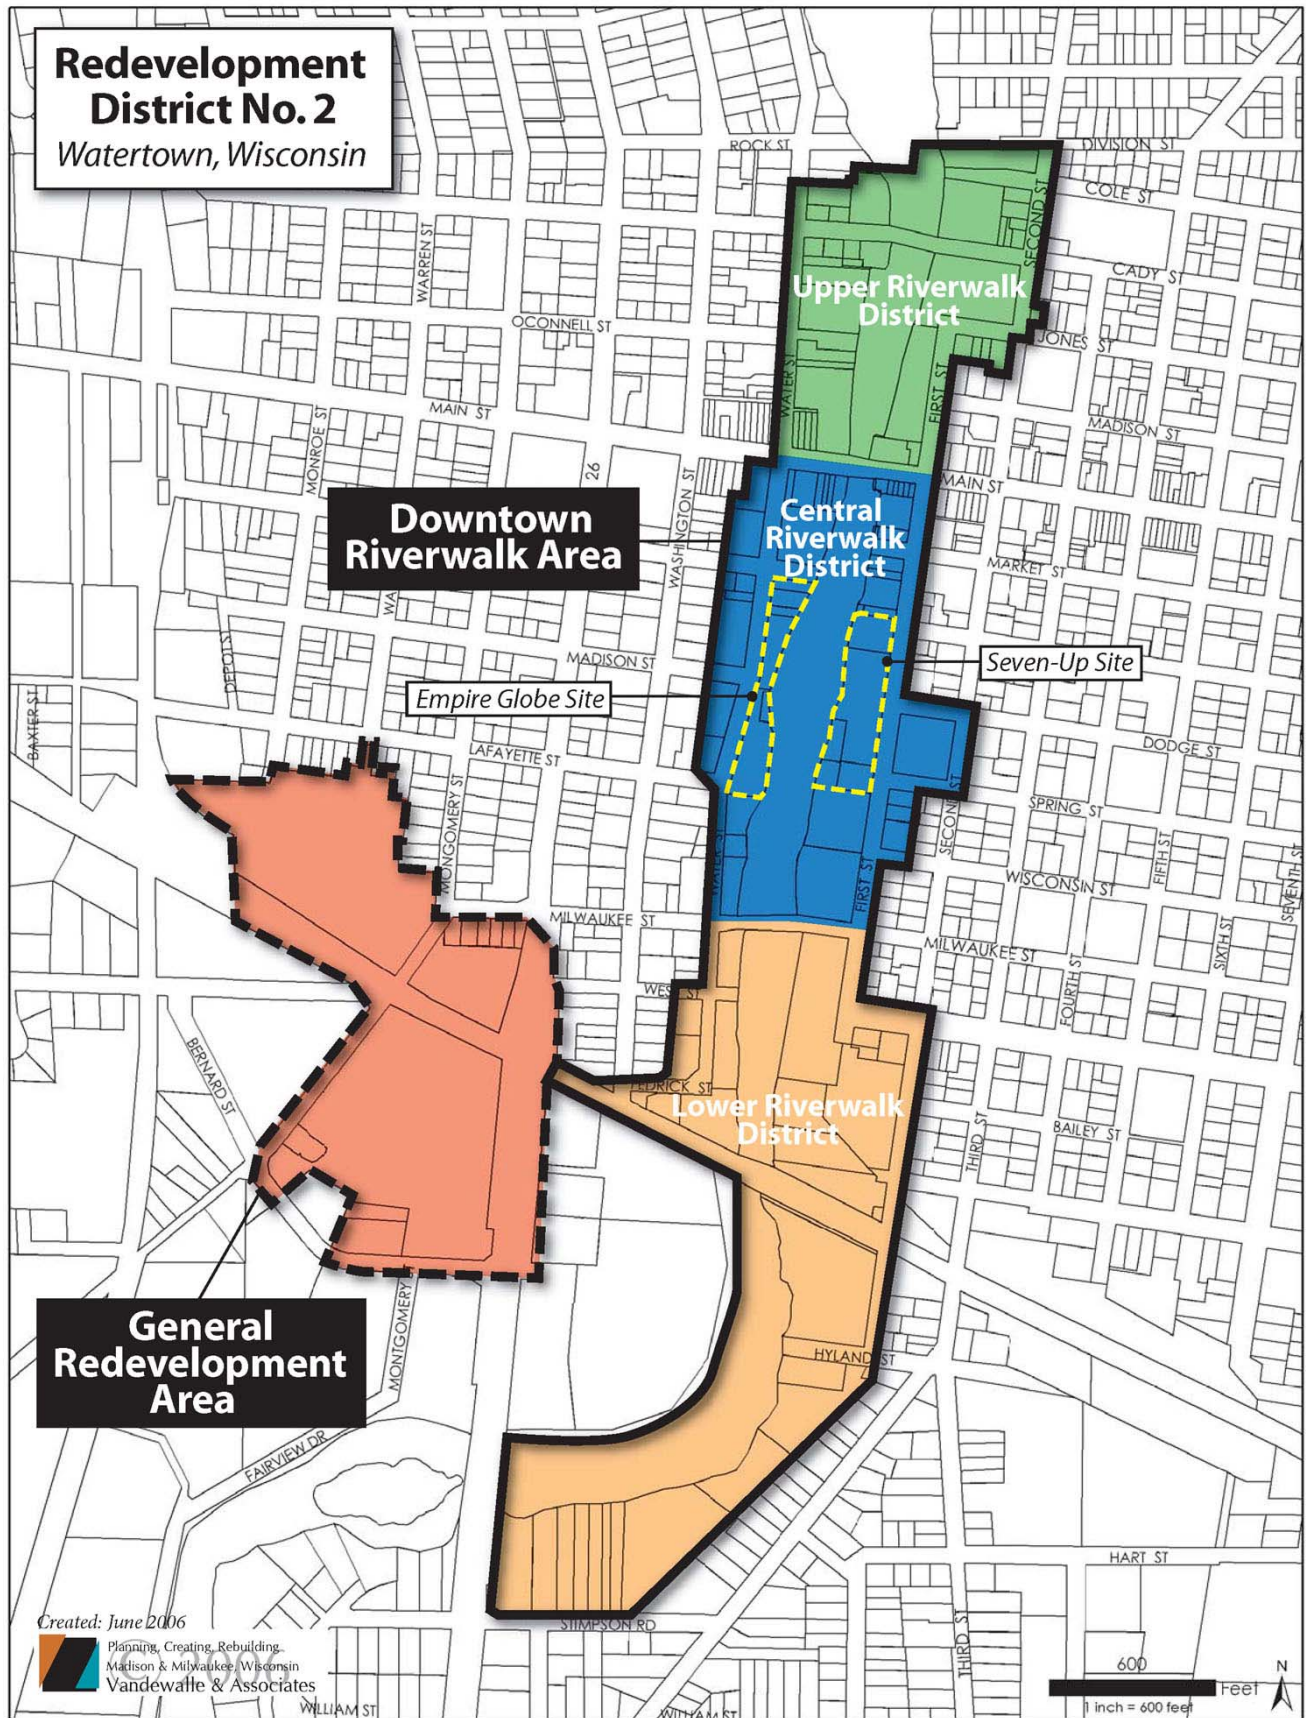 Redevelopment
District No. 2
Watertown, Wisconsin
ROCK ST
DIVISION ST
COLE ST
SECOND ST
CADY ST
WARREN ST
Upper Riverwalk
District
OCONNELL ST
JONES ST
WATER ST
FIRST ST
MAIN ST
MADISON ST
MONROE ST
26
WASHINGTON ST
MAIN ST
Downtown
Riverwalk Area
Central
Riverwalk
District
MARKET ST
WA
DEPOT S
MADISON ST
Seven-Up Site
Empire Globe Site
BAXTER ST
LAFAYETTE ST
DODGE ST
MONGOMERY ST
SECOND ST
SPRING ST
FIFTH ST
WATER ST
FIRST ST
WISCONSIN ST
SEVENTH ST
MILWAUKEE ST
MILWAUKEE ST
SIXTH ST
WEST ST
FOURTH ST
BERNARD ST
Lower Riverwalk
District
THIRD ST
BAILEY ST
General
Redevelopment
Area
MONTGOMERY
HYLAND ST
FAIRVIEW DR
HART ST
STIMPSON RD
THIRD ST
Created: June 2006
© 2006
Planning, Creating, Rebuilding
Madison & Milwaukee, Wisconsin
Vandewalle & Associates
WILLIAM ST
WILLIAM ST
600
Feet
1 inch = 600 feet
N